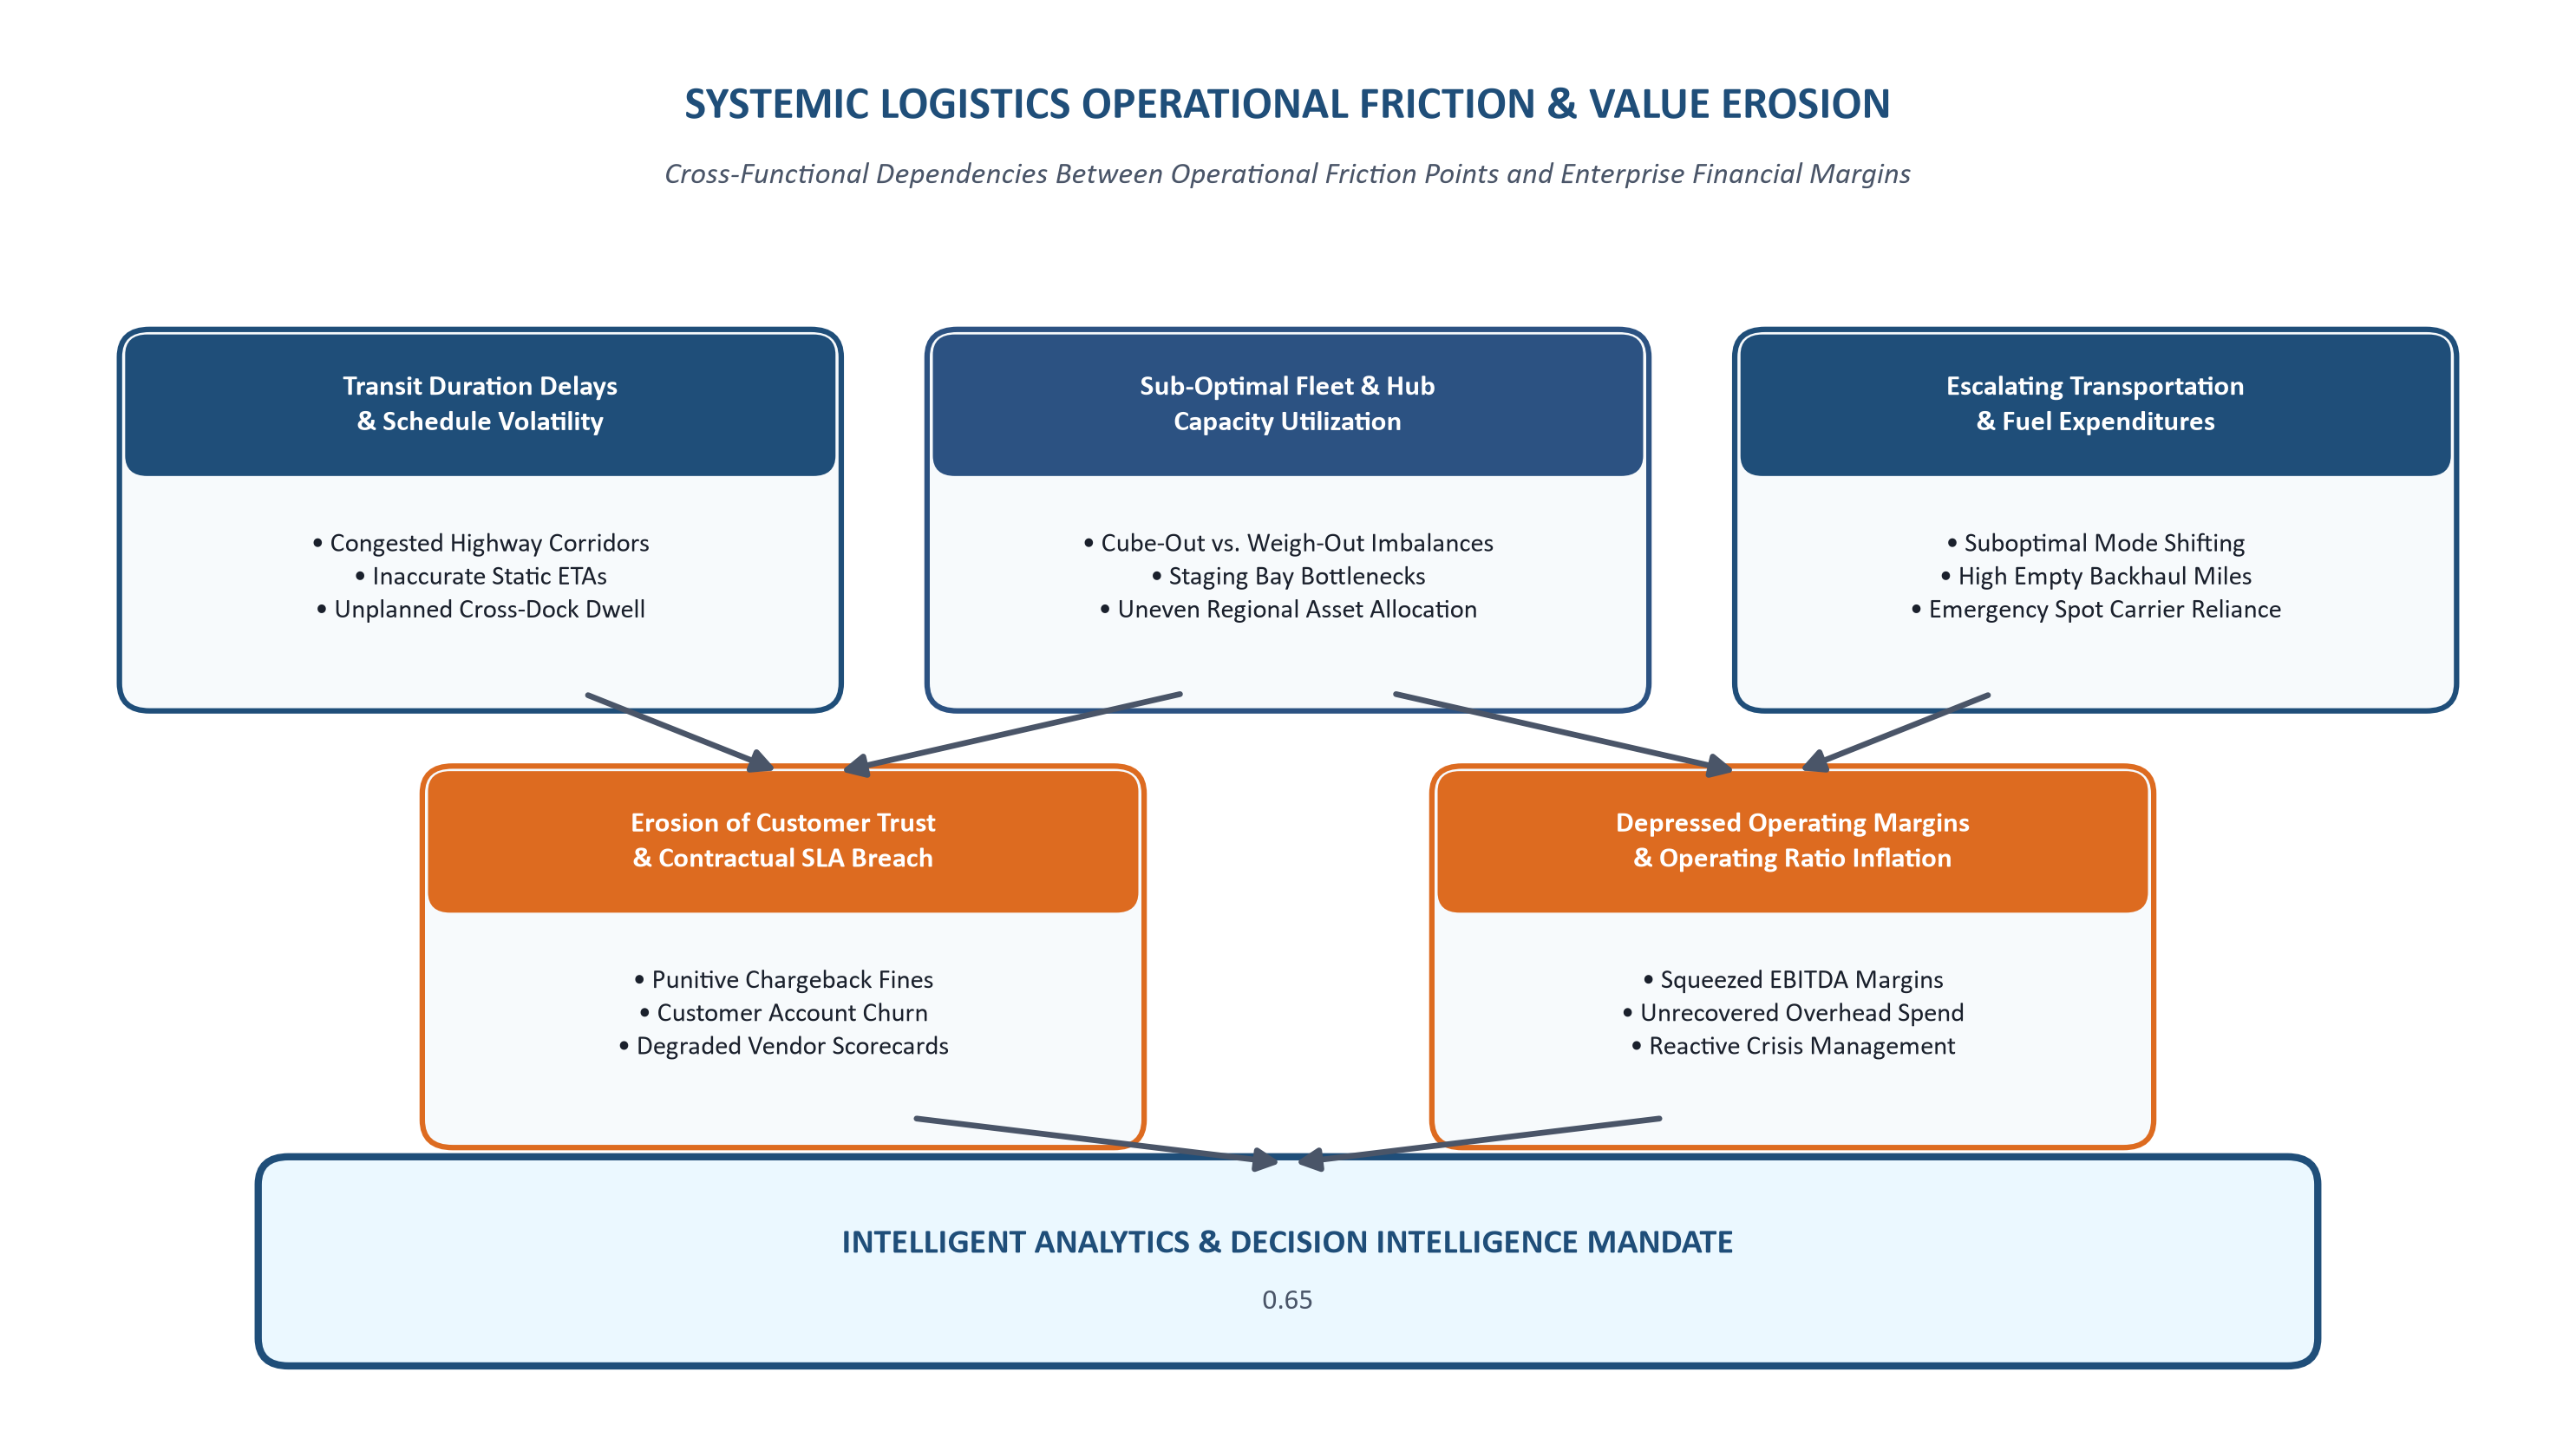 SYSTEMIC LOGISTICS OPERATIONAL FRICTION & VALUE EROSION
Cross-Functional Dependencies Between Operational Friction Points and Enterprise Financial Margins
Transit Duration Delays
& Schedule Volatility
• Congested Highway Corridors
• Inaccurate Static ETAs
• Unplanned Cross-Dock Dwell
Sub-Optimal Fleet & Hub
Capacity Utilization
• Cube-Out vs. Weigh-Out Imbalances
• Staging Bay Bottlenecks
• Uneven Regional Asset Allocation
Escalating Transportation
& Fuel Expenditures
• Suboptimal Mode Shifting
• High Empty Backhaul Miles
• Emergency Spot Carrier Reliance
Erosion of Customer Trust
& Contractual SLA Breach
• Punitive Chargeback Fines
• Customer Account Churn
• Degraded Vendor Scorecards
Depressed Operating Margins
& Operating Ratio Inflation
• Squeezed EBITDA Margins
• Unrecovered Overhead Spend
• Reactive Crisis Management
INTELLIGENT ANALYTICS & DECISION INTELLIGENCE MANDATE
0.65